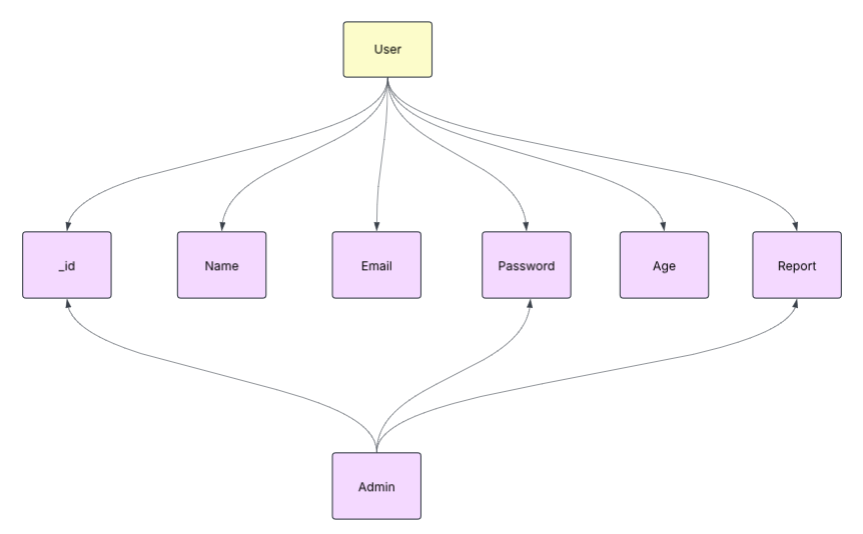 User
_id
Name
Email
Password
Age
Report
Admin